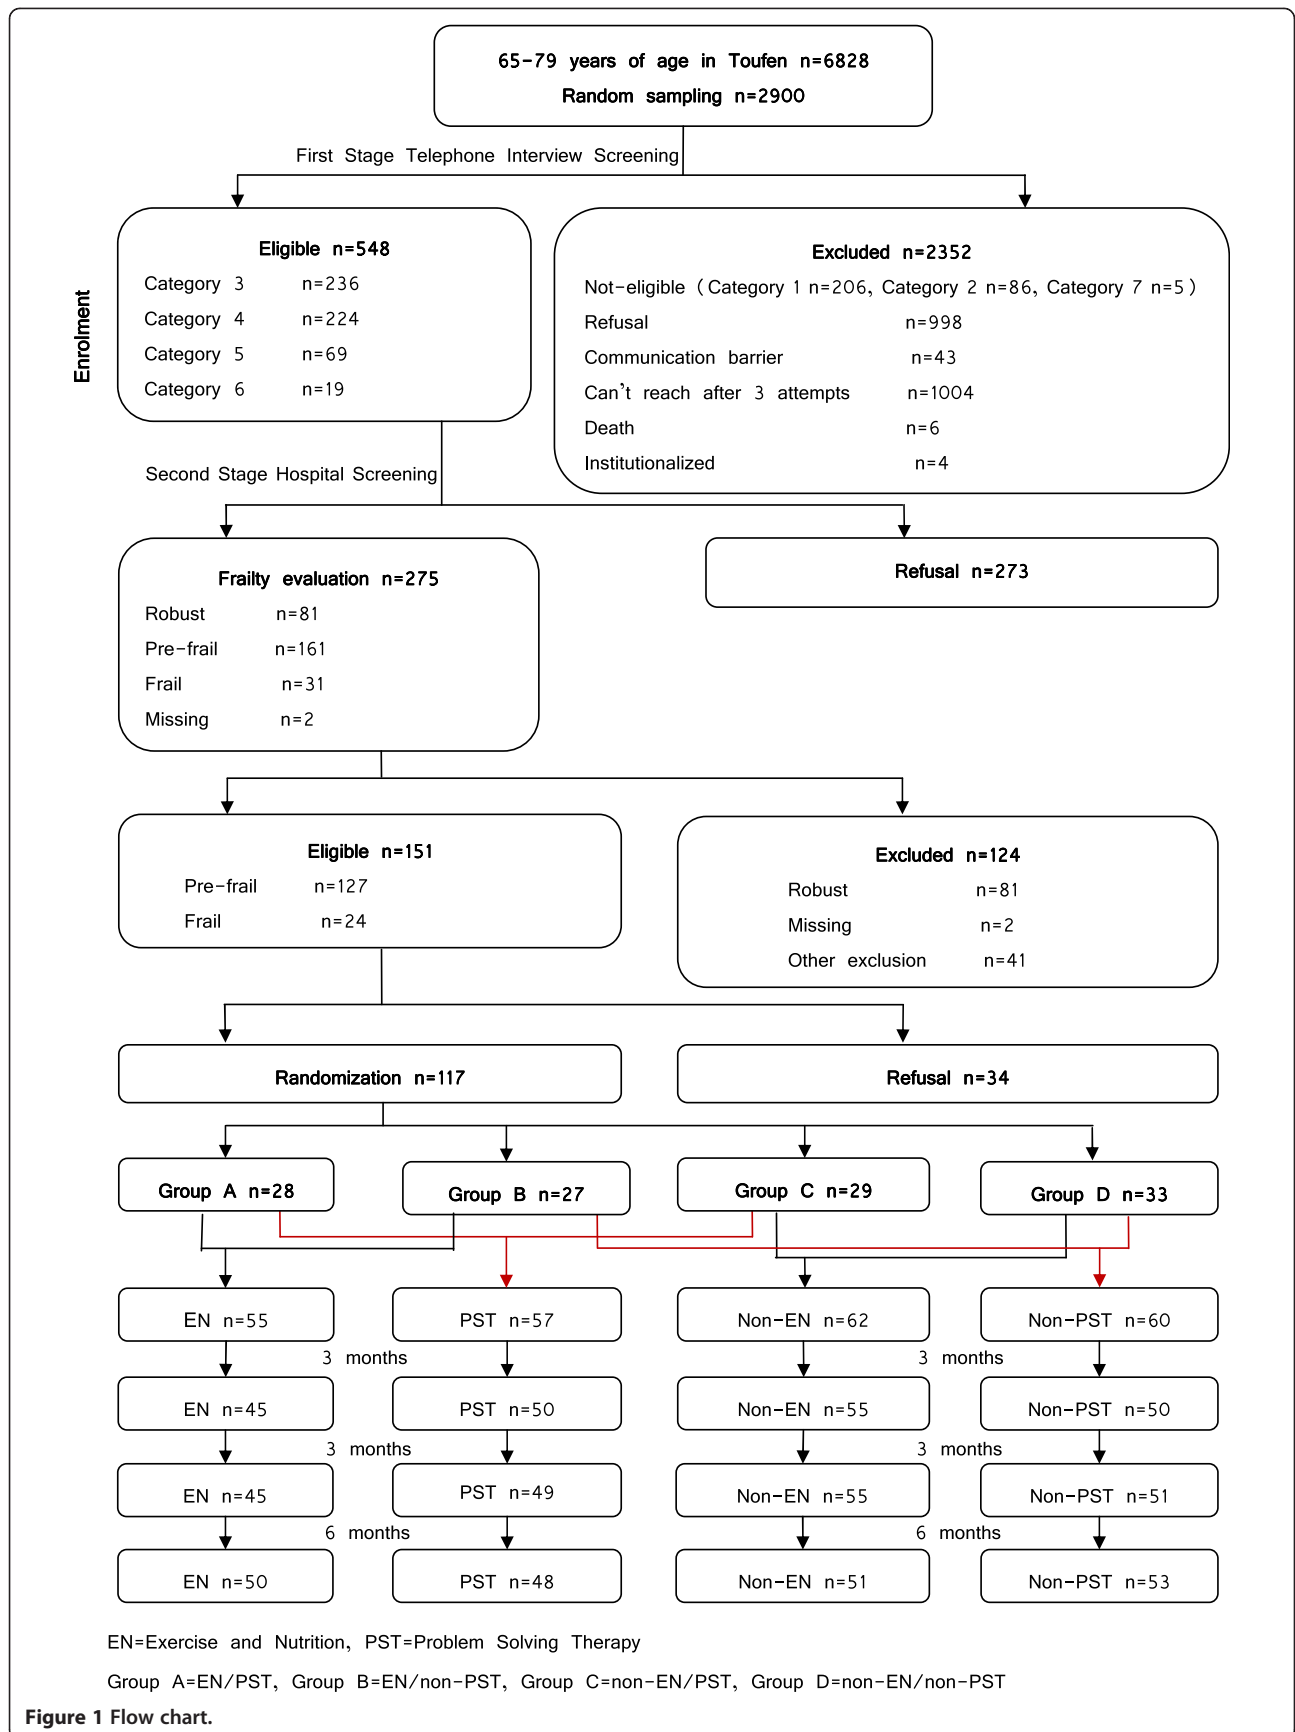 65-79 years of age in Toufen n=6828
Random sampling n=2900
First Stage Telephone Interview Screening
Enrolment
Eligible n=548
Category 3 n=236
Category 4 n=224
Category 5 n=69
Category 6 n=19
Excluded n=2352
Not-eligible (Category 1 n=206, Category 2 n=86, Category 7 n=5)
Refusal n=998
Communication barrier n=43
Can't reach after 3 attempts n=1004
Death n=6
Institutionalized n=4
Second Stage Hospital Screening
Frailty evaluation n=275
Robust n=81
Pre-frail n=161
Frail n=31
Missing n=2
Refusal n=273
Eligible n=151
Pre-frail n=127
Frail n=24
Excluded n=124
Robust n=81
Missing n=2
Other exclusion n=41
Randomization n=117
Refusal n=34
Group A n=28
Group B n=27
Group C n=29
Group D n=33
EN n=55
PST n=57
Non-EN n=62
Non-PST n=60
3 months
3 months
EN n=45
PST n=50
Non-EN n=55
Non-PST n=50
3 months
3 months
EN n=45
PST n=49
Non-EN n=55
Non-PST n=51
6 months
6 months
EN n=50
PST n=48
Non-EN n=51
Non-PST n=53
EN=Exercise and Nutrition, PST=Problem Solving Therapy
Group A=EN/PST, Group B=EN/non-PST, Group C=non-EN/PST, Group D=non-EN/non-PST
Figure 1 Flow chart.